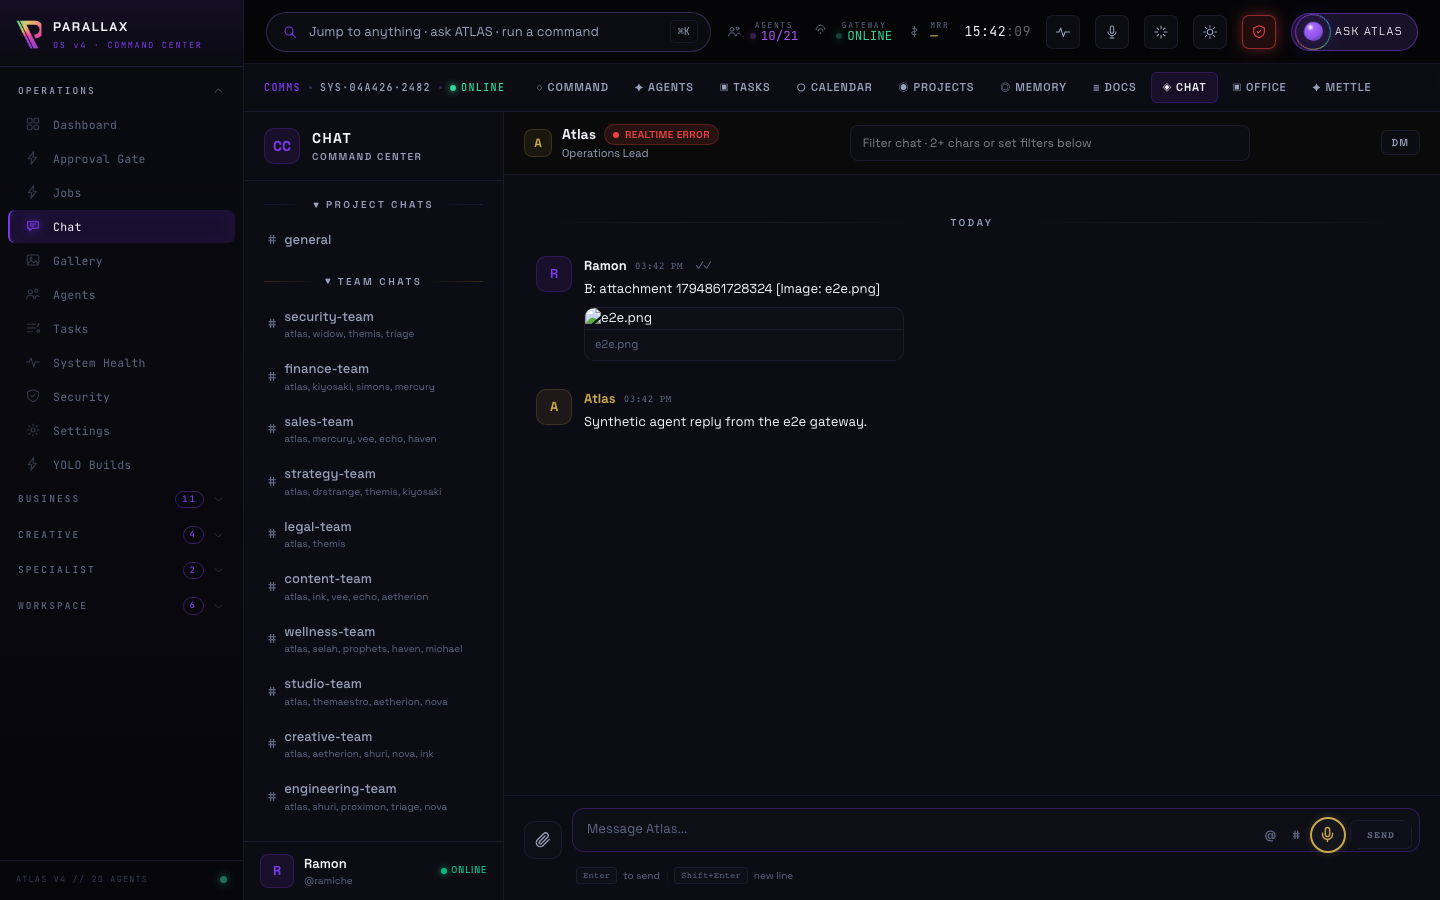 PARALLAX
OS v4 · COMMAND CENTER
OPERATIONS
Dashboard
Approval Gate
Jobs
Chat
Gallery
Agents
Tasks
System Health
Security
Settings
YOLO Builds
BUSINESS 11
CREATIVE 4
SPECIALIST 2
WORKSPACE 6
ATLAS V4 // 20 AGENTS
Jump to anything · ask ATLAS · run a command ⌘K
AGENTS
10/21
GATEWAY
ONLINE
MRR
—
15:42:09
ASK ATLAS
COMMS · SYS·04A426·2482 · ONLINE
COMMAND
AGENTS
TASKS
CALENDAR
PROJECTS
MEMORY
DOCS
CHAT
OFFICE
METTLE
CC
CHAT
COMMAND CENTER
▾ PROJECT CHATS
# general
▾ TEAM CHATS
# security-team
atlas, widow, themis, triage
# finance-team
atlas, kiyosaki, simons, mercury
# sales-team
atlas, mercury, vee, echo, haven
# strategy-team
atlas, drstrange, themis, kiyosaki
# legal-team
atlas, themis
# content-team
atlas, ink, vee, echo, aetherion
# wellness-team
atlas, selah, prophets, haven, michael
# studio-team
atlas, themaestro, aetherion, nova
# creative-team
atlas, aetherion, shuri, nova, ink
# engineering-team
atlas, shuri, proximon, triage, nova
R
Ramon
@ramiche
ONLINE
A
Atlas REALTIME ERROR
Operations Lead
Filter chat · 2+ chars or set filters below
DM
TODAY
R
Ramon 03:42 PM ✓✓
B: attachment 1794861728324 [Image: e2e.png]
e2e.png
e2e.png
A
Atlas 03:42 PM
Synthetic agent reply from the e2e gateway.
Message Atlas...
@ # SEND
Enter to send | Shift+Enter new line